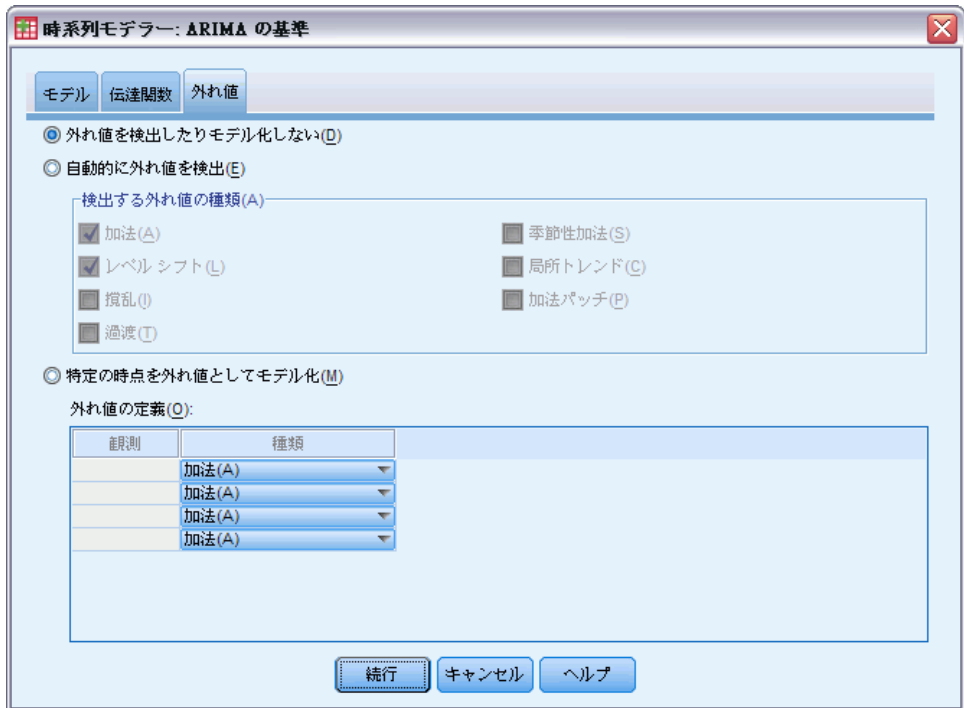 時系列モデラー: ARIMA の基準
モデル 伝達関数 外れ値
外れ値を検出したりモデル化しない(D)
自動的に外れ値を検出(E)
検出する外れ値の種類(A)
加法(A) 季節性加法(S)
レベル シフト(L) 局所トレンド(C)
撹乱(I) 加法パッチ(P)
過渡(T)
特定の時点を外れ値としてモデル化(M)
外れ値の定義(O):
観測 種類
加法(A)
加法(A)
加法(A)
加法(A)
続行 キャンセル ヘルプ